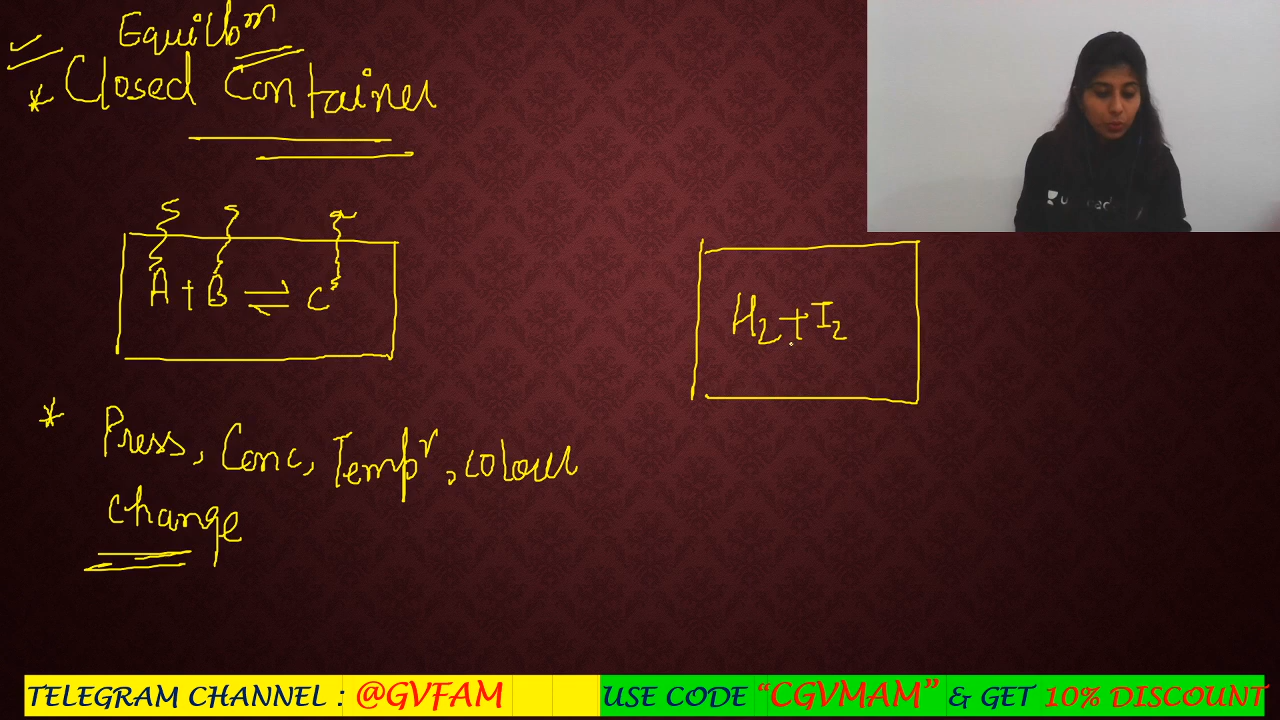 Equilbᵐ
* Closed Container
A + B ⇌ C
H₂ + I₂
* Press, Conc, Tempʳ, colour
change
TELEGRAM CHANNEL : @GVFAM
USE CODE “CGVMAM” & GET 10% DISCOUNT